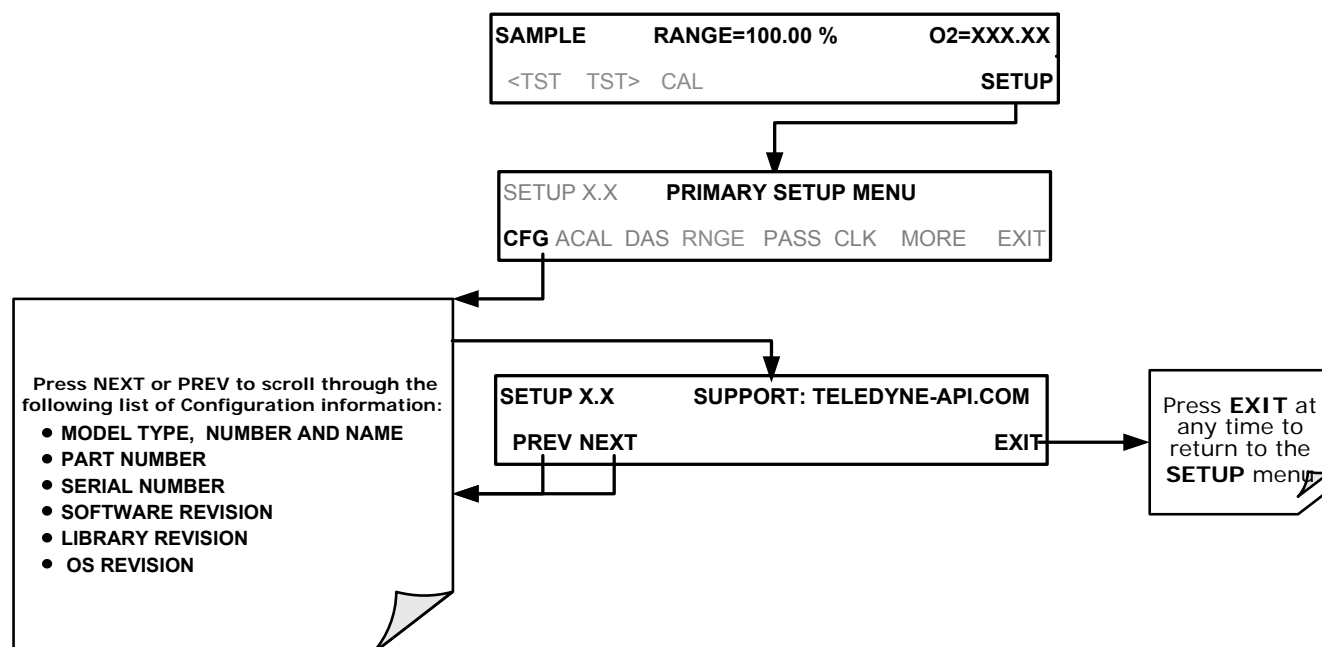 SAMPLE RANGE=100.00 % O2=XXX.XX
<TST TST> CAL SETUP
SETUP X.X PRIMARY SETUP MENU
CFG ACAL DAS RNGE PASS CLK MORE EXIT
Press NEXT or PREV to scroll through the
following list of Configuration information:
● MODEL TYPE, NUMBER AND NAME
● PART NUMBER
● SERIAL NUMBER
● SOFTWARE REVISION
● LIBRARY REVISION
● OS REVISION
SETUP X.X SUPPORT: TELEDYNE-API.COM
PREV NEXT EXIT
Press EXIT at
any time to
return to the
SETUP menu